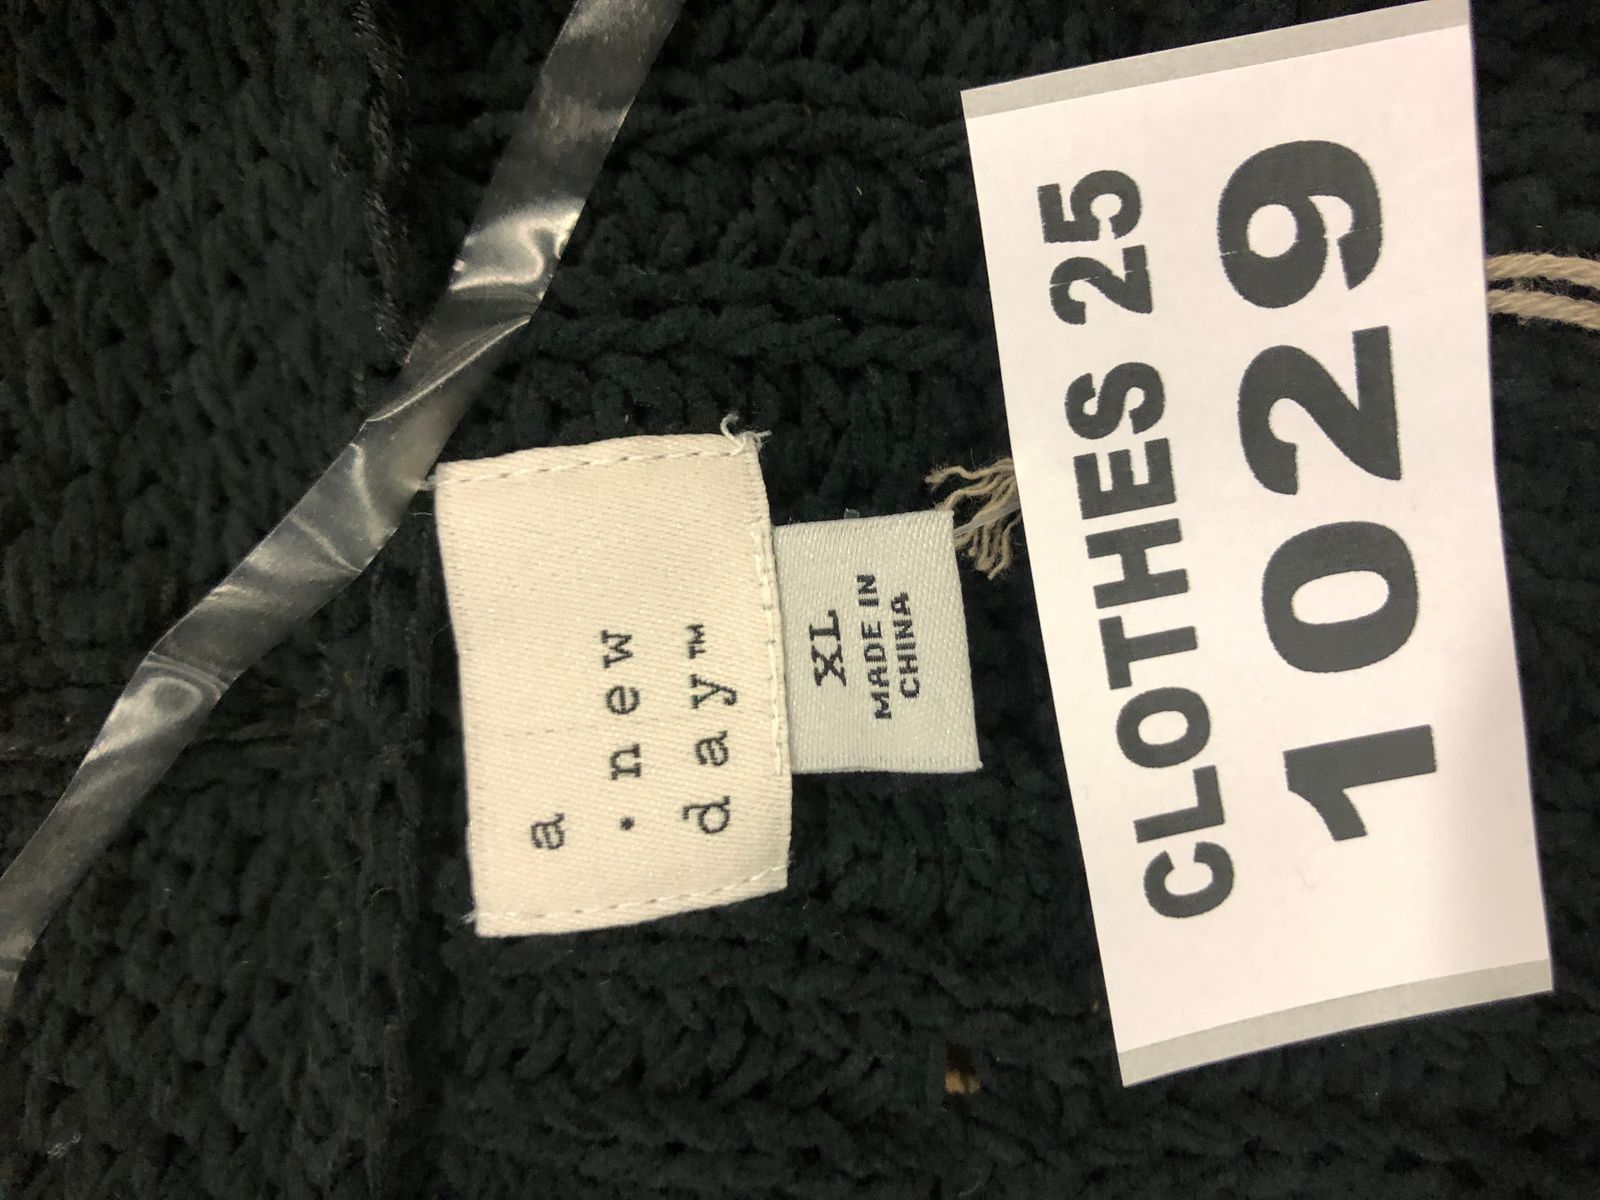 a
• new
day™
XL
MADE IN
CHINA
CLOTHES 25
1029